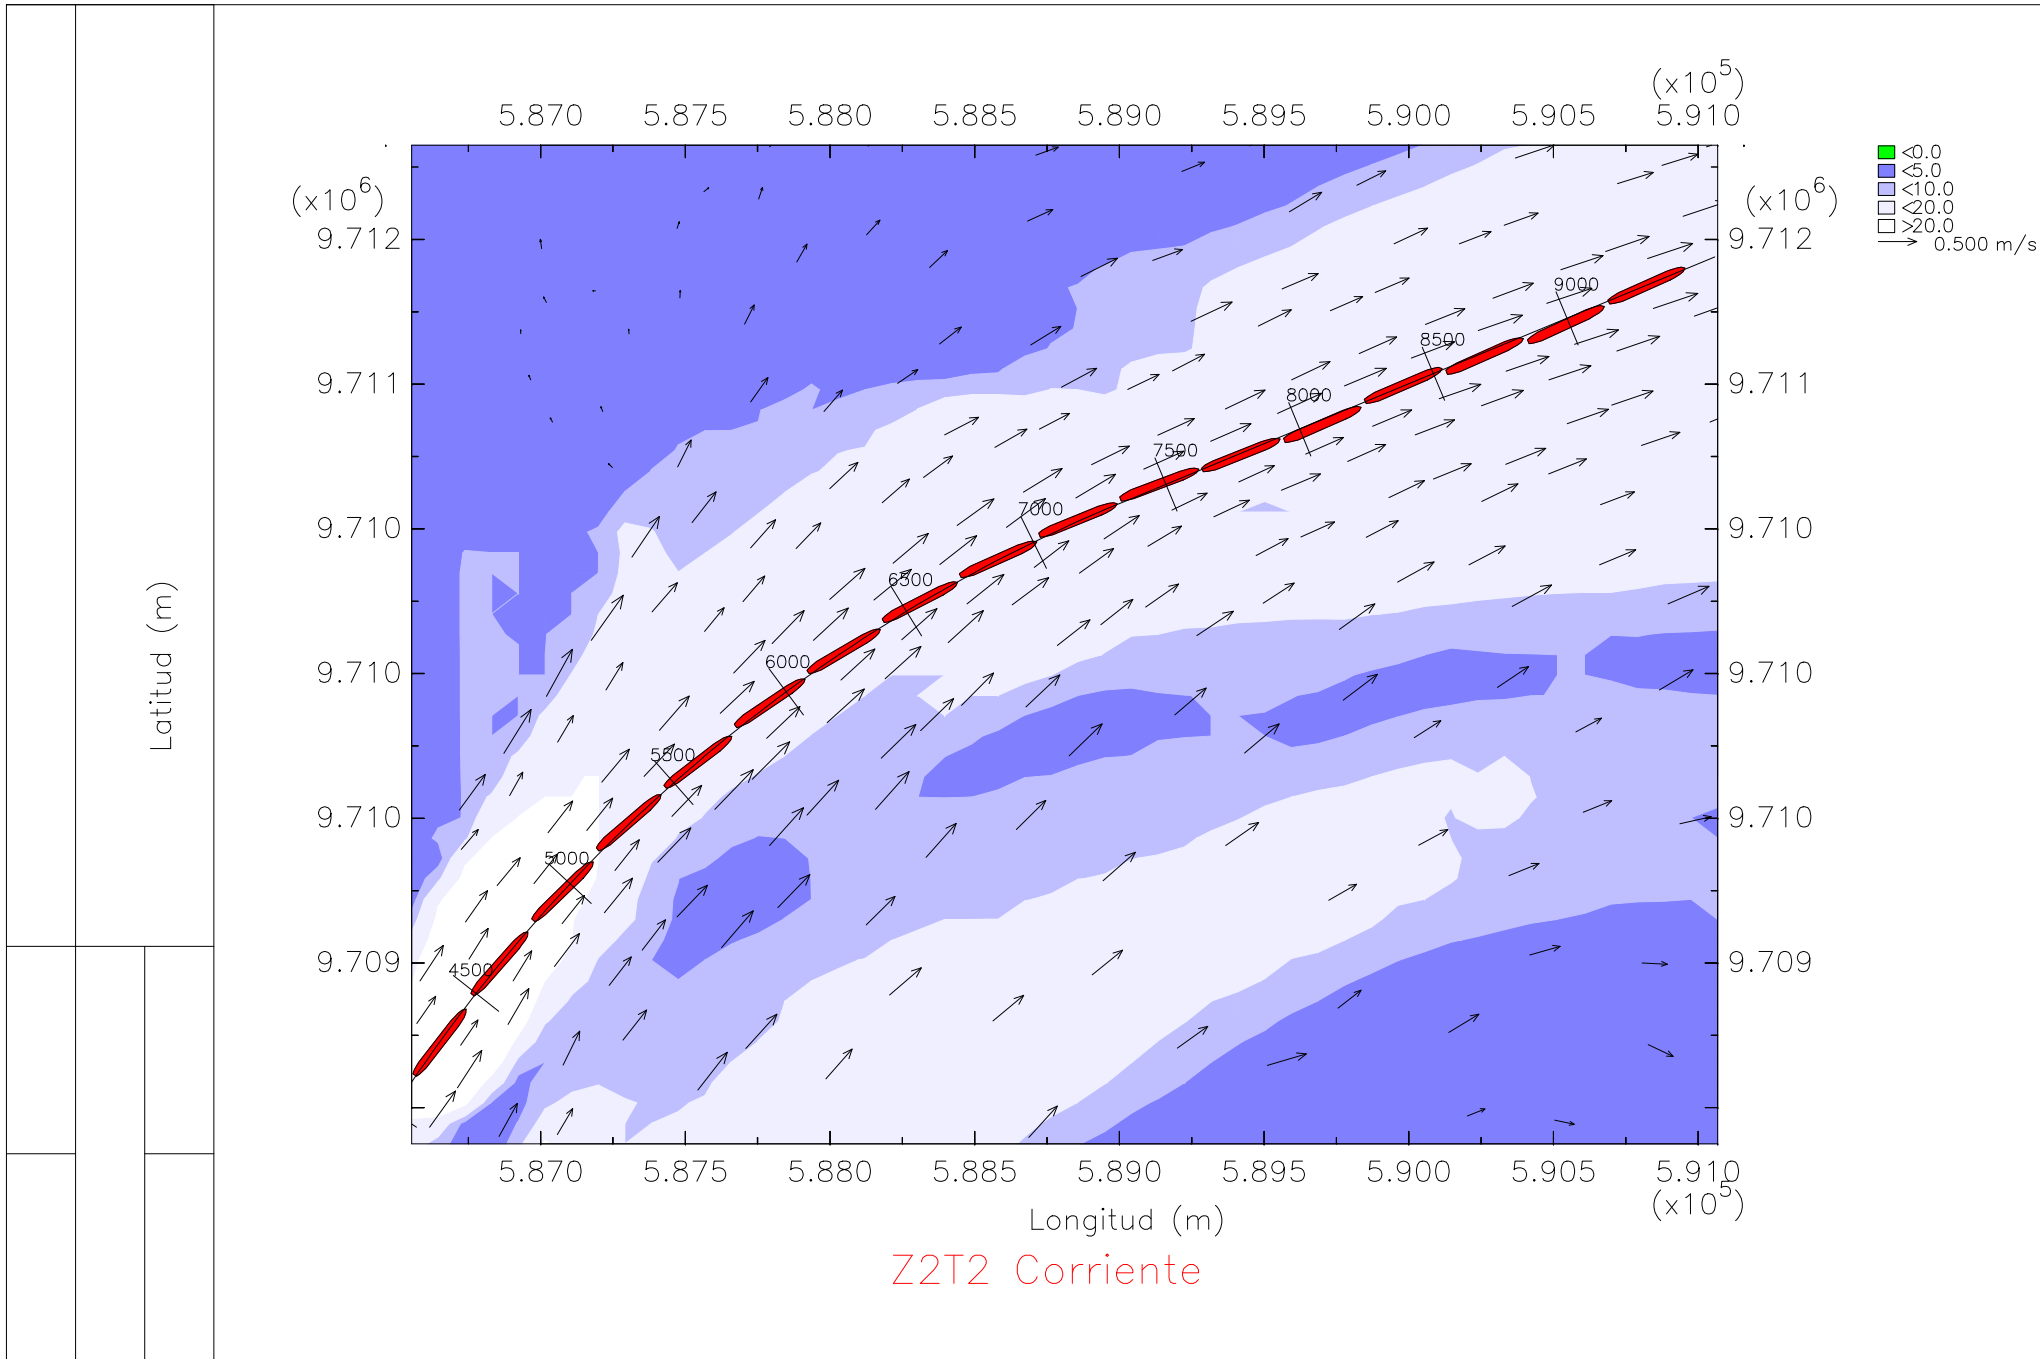 (x10⁵)
5.870 5.875 5.880 5.885 5.890 5.895 5.900 5.905 5.910
<0.0
<5.0
<10.0
<20.0
>20.0
0.500 m/s
(x10⁶) (x10⁶)
9.712 9.712
9.711 9.711
9.710 9.710
9.710 9.710
9.710 9.710
9.709 9.709
Latitud (m)
9000
8500
8000
7500
7000
6500
6000
5500
5000
4500
5.870 5.875 5.880 5.885 5.890 5.895 5.900 5.905 5.910
(x10⁵)
Longitud (m)
Z2T2 Corriente